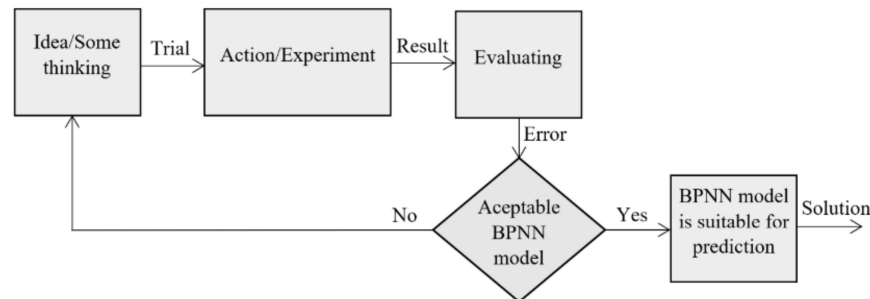 Idea/Some
thinking
Trial
Action/Experiment
Result
Evaluating
Error
No
Aceptable
BPNN
model
Yes
BPNN model
is suitable for
prediction
Solution